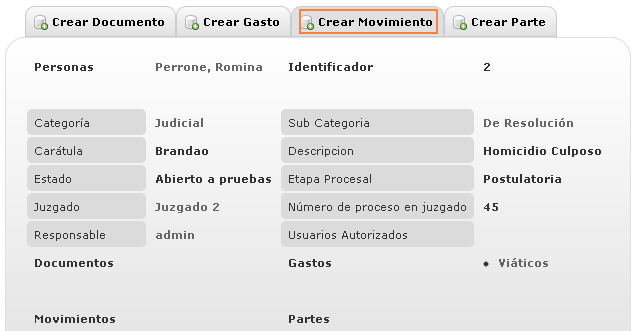 Crear Documento Crear Gasto Crear Movimiento Crear Parte
Personas Perrone, Romina Identificador 2
Categoría Judicial Sub Categoria De Resolución
Carátula Brandao Descripcion Homicidio Culposo
Estado Abierto a pruebas Etapa Procesal Postulatoria
Juzgado Juzgado 2 Número de proceso en juzgado 45
Responsable admin Usuarios Autorizados
Documentos Gastos • Viáticos
Movimientos Partes